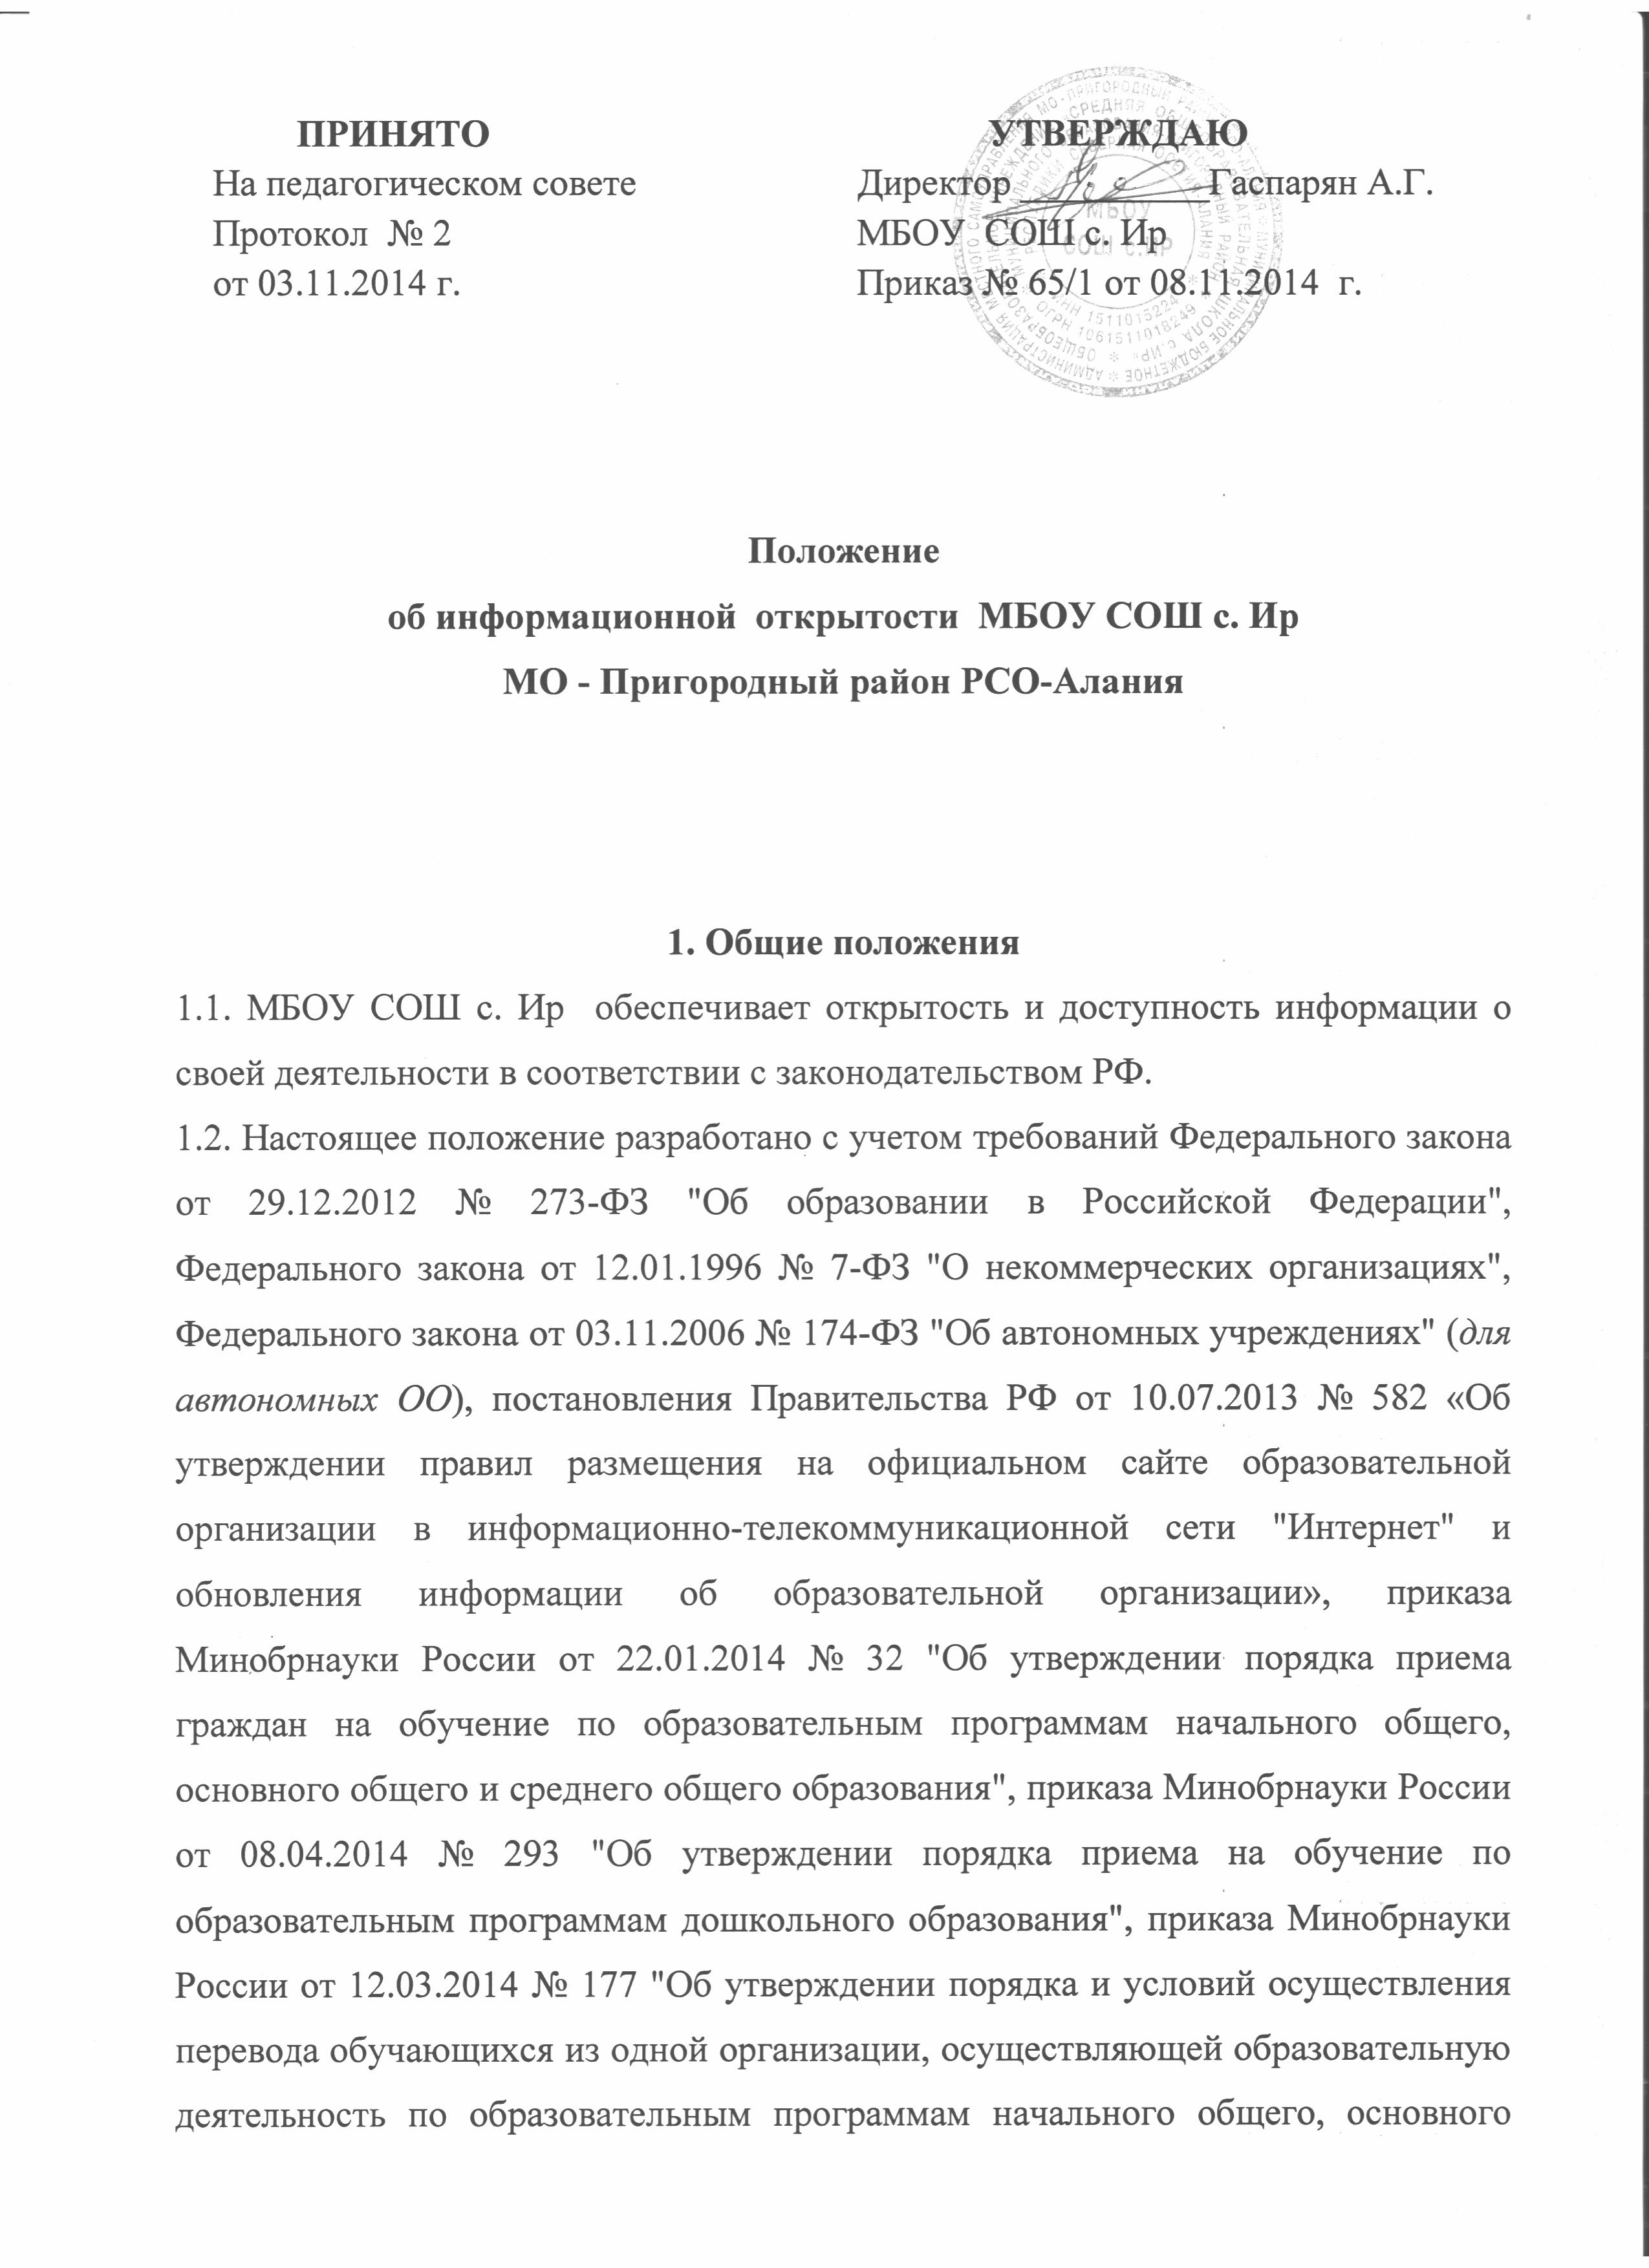 ПРИНЯТО
На педагогическом совете
Протокол № 2
от 03.11.2014 г.
УТВЕРЖДАЮ
Директор Гаспарян А.Г.
МБОУ СОШ с. Ир
Приказ № 65/1 от 08.11.2014 г.
МБОУ
СОШ с.ИР
ИНН 1511015224
ОГРН 1061511018249
Положение
об информационной открытости МБОУ СОШ с. Ир
МО - Пригородный район РСО-Алания
1. Общие положения
1.1. МБОУ СОШ с. Ир обеспечивает открытость и доступность информации о
своей деятельности в соответствии с законодательством РФ.
1.2. Настоящее положение разработано с учетом требований Федерального закона
от 29.12.2012 № 273-ФЗ "Об образовании в Российской Федерации",
Федерального закона от 12.01.1996 № 7-ФЗ "О некоммерческих организациях",
Федерального закона от 03.11.2006 № 174-ФЗ "Об автономных учреждениях" (для
автономных ОО), постановления Правительства РФ от 10.07.2013 № 582 «Об
утверждении правил размещения на официальном сайте образовательной
организации в информационно-телекоммуникационной сети "Интернет" и
обновления информации об образовательной организации», приказа
Минобрнауки России от 22.01.2014 № 32 "Об утверждении порядка приема
граждан на обучение по образовательным программам начального общего,
основного общего и среднего общего образования", приказа Минобрнауки России
от 08.04.2014 № 293 "Об утверждении порядка приема на обучение по
образовательным программам дошкольного образования", приказа Минобрнауки
России от 12.03.2014 № 177 "Об утверждении порядка и условий осуществления
перевода обучающихся из одной организации, осуществляющей образовательную
деятельность по образовательным программам начального общего, основного